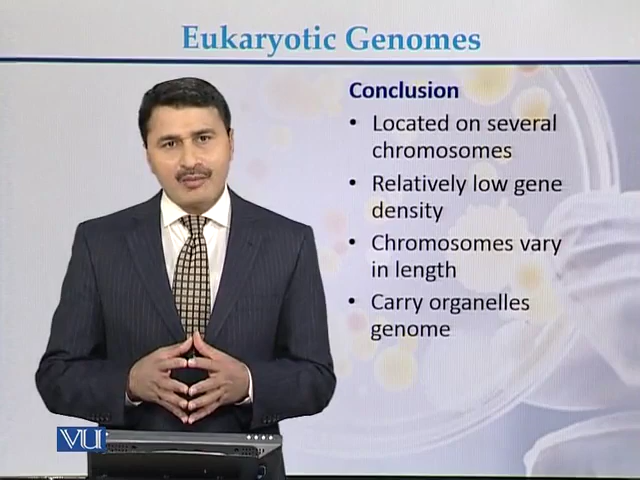 Eukaryotic Genomes
Conclusion
• Located on several
chromosomes
• Relatively low gene
density
• Chromosomes vary
in length
• Carry organelles
genome
VU